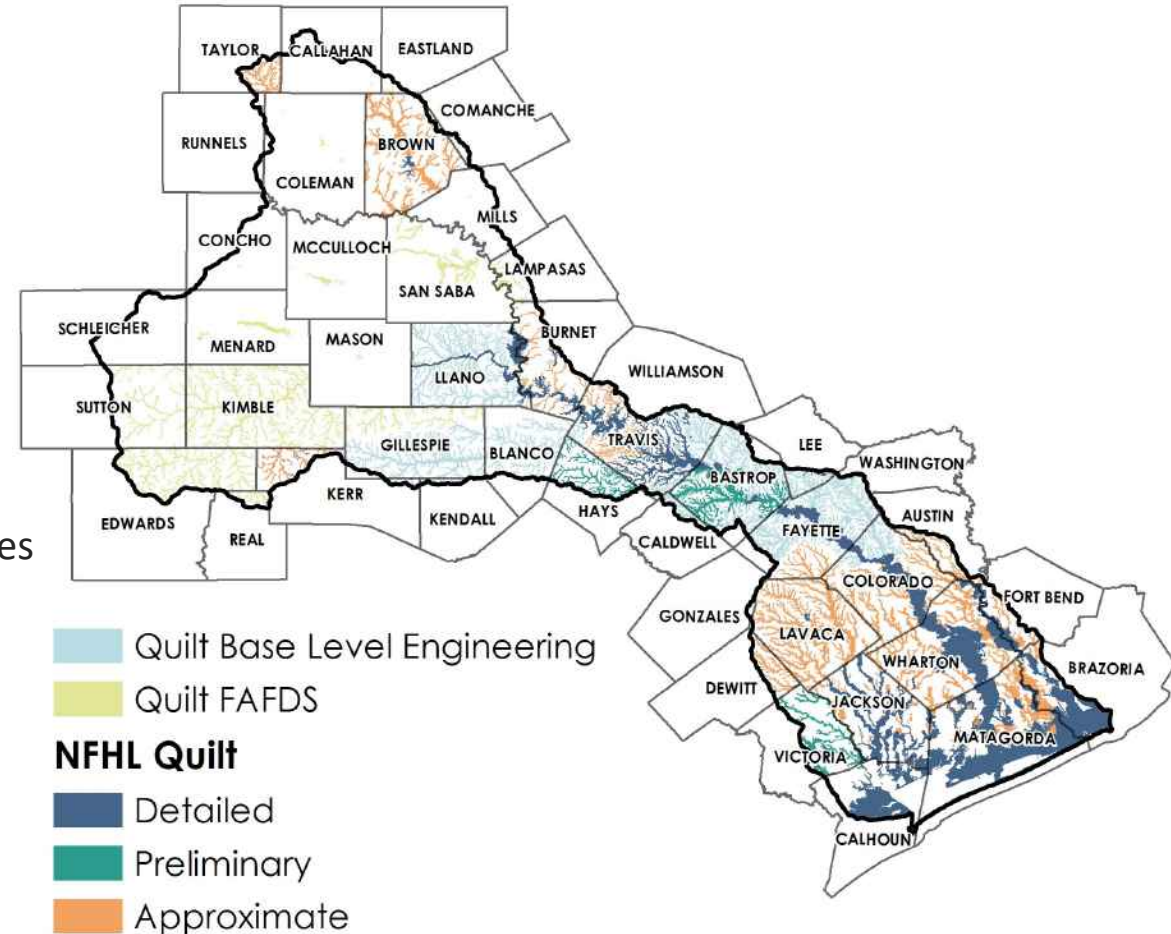 TAYLOR
CALLAHAN
EASTLAND
COMANCHE
RUNNELS
BROWN
COLEMAN
MILLS
CONCHO
MCCULLOCH
LAMPASAS
SAN SABA
SCHLEICHER
BURNET
MENARD
MASON
WILLIAMSON
LLANO
SUTTON
KIMBLE
TRAVIS
LEE
GILLESPIE
BLANCO
WASHINGTON
BASTROP
KERR
HAYS
AUSTIN
EDWARDS
KENDALL
FAYETTE
REAL
CALDWELL
es
COLORADO
FORT BEND
GONZALES
LAVACA
Quilt Base Level Engineering
WHARTON
BRAZORIA
DEWITT
JACKSON
Quilt FAFDS
MATAGORDA
NFHL Quilt
VICTORIA
Detailed
CALHOUN
Preliminary
Approximate